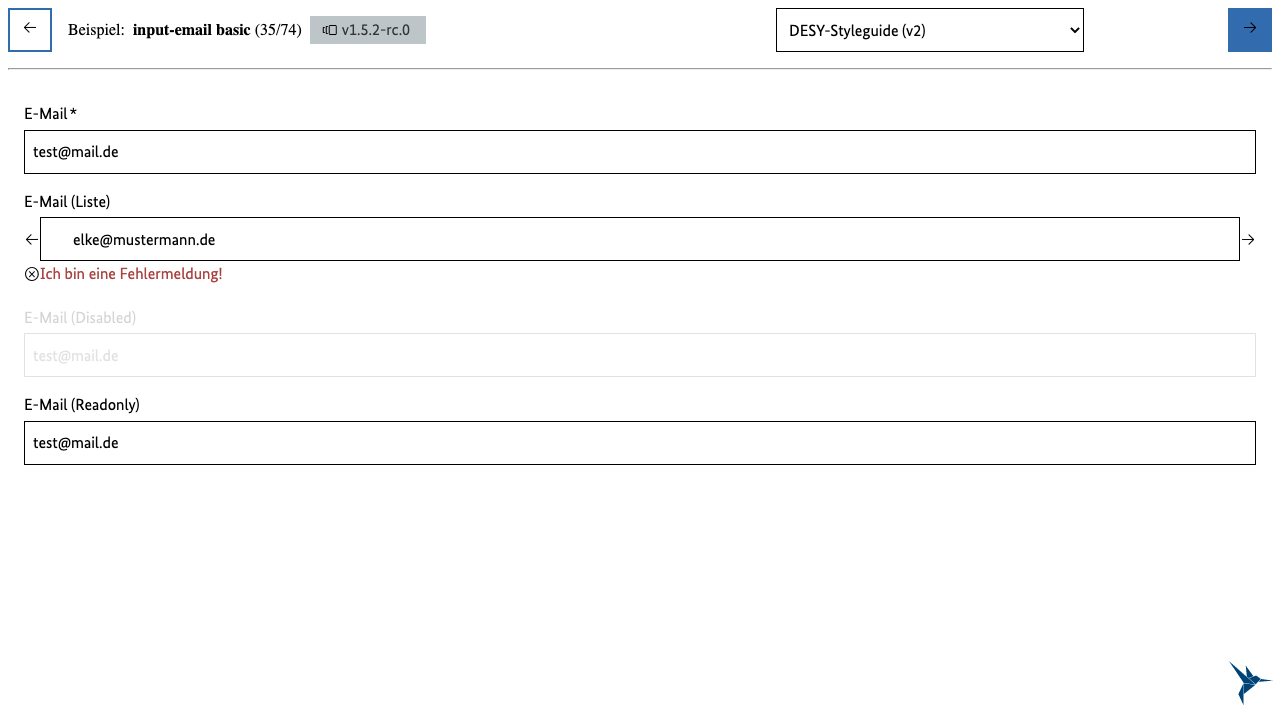 Beispiel: input-email basic (35/74) v1.5.2-rc.0 DESY-Styleguide (v2)
E-Mail *
test@mail.de
E-Mail (Liste)
elke@mustermann.de
Ich bin eine Fehlermeldung!
E-Mail (Disabled)
test@mail.de
E-Mail (Readonly)
test@mail.de